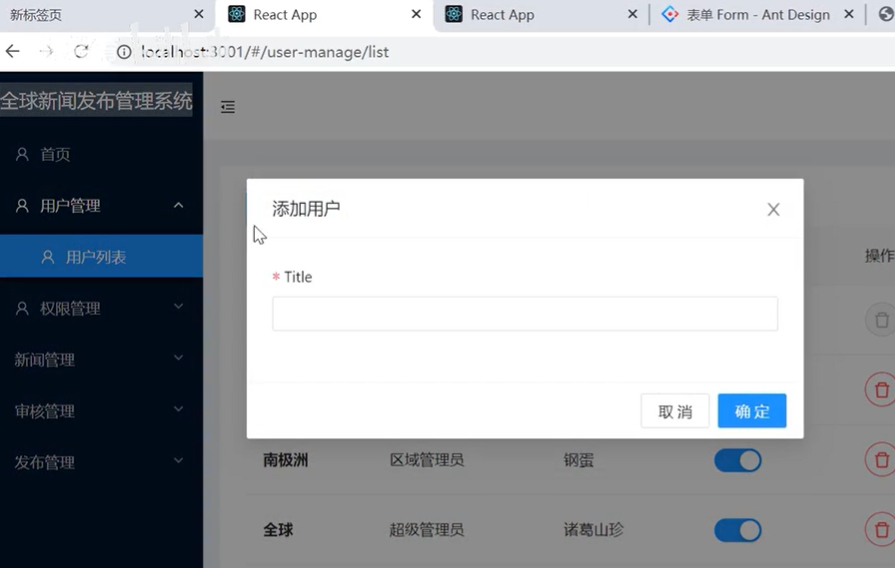 新标签页
React App
React App
表单 Form - Ant Design
localhost:3001/#/user-manage/list
全球新闻发布管理系统
首页
用户管理
用户列表
权限管理
新闻管理
审核管理
发布管理
添加用户
* Title
取 消
确 定
操作
南极洲 区域管理员 钢蛋
全球 超级管理员 诸葛山珍